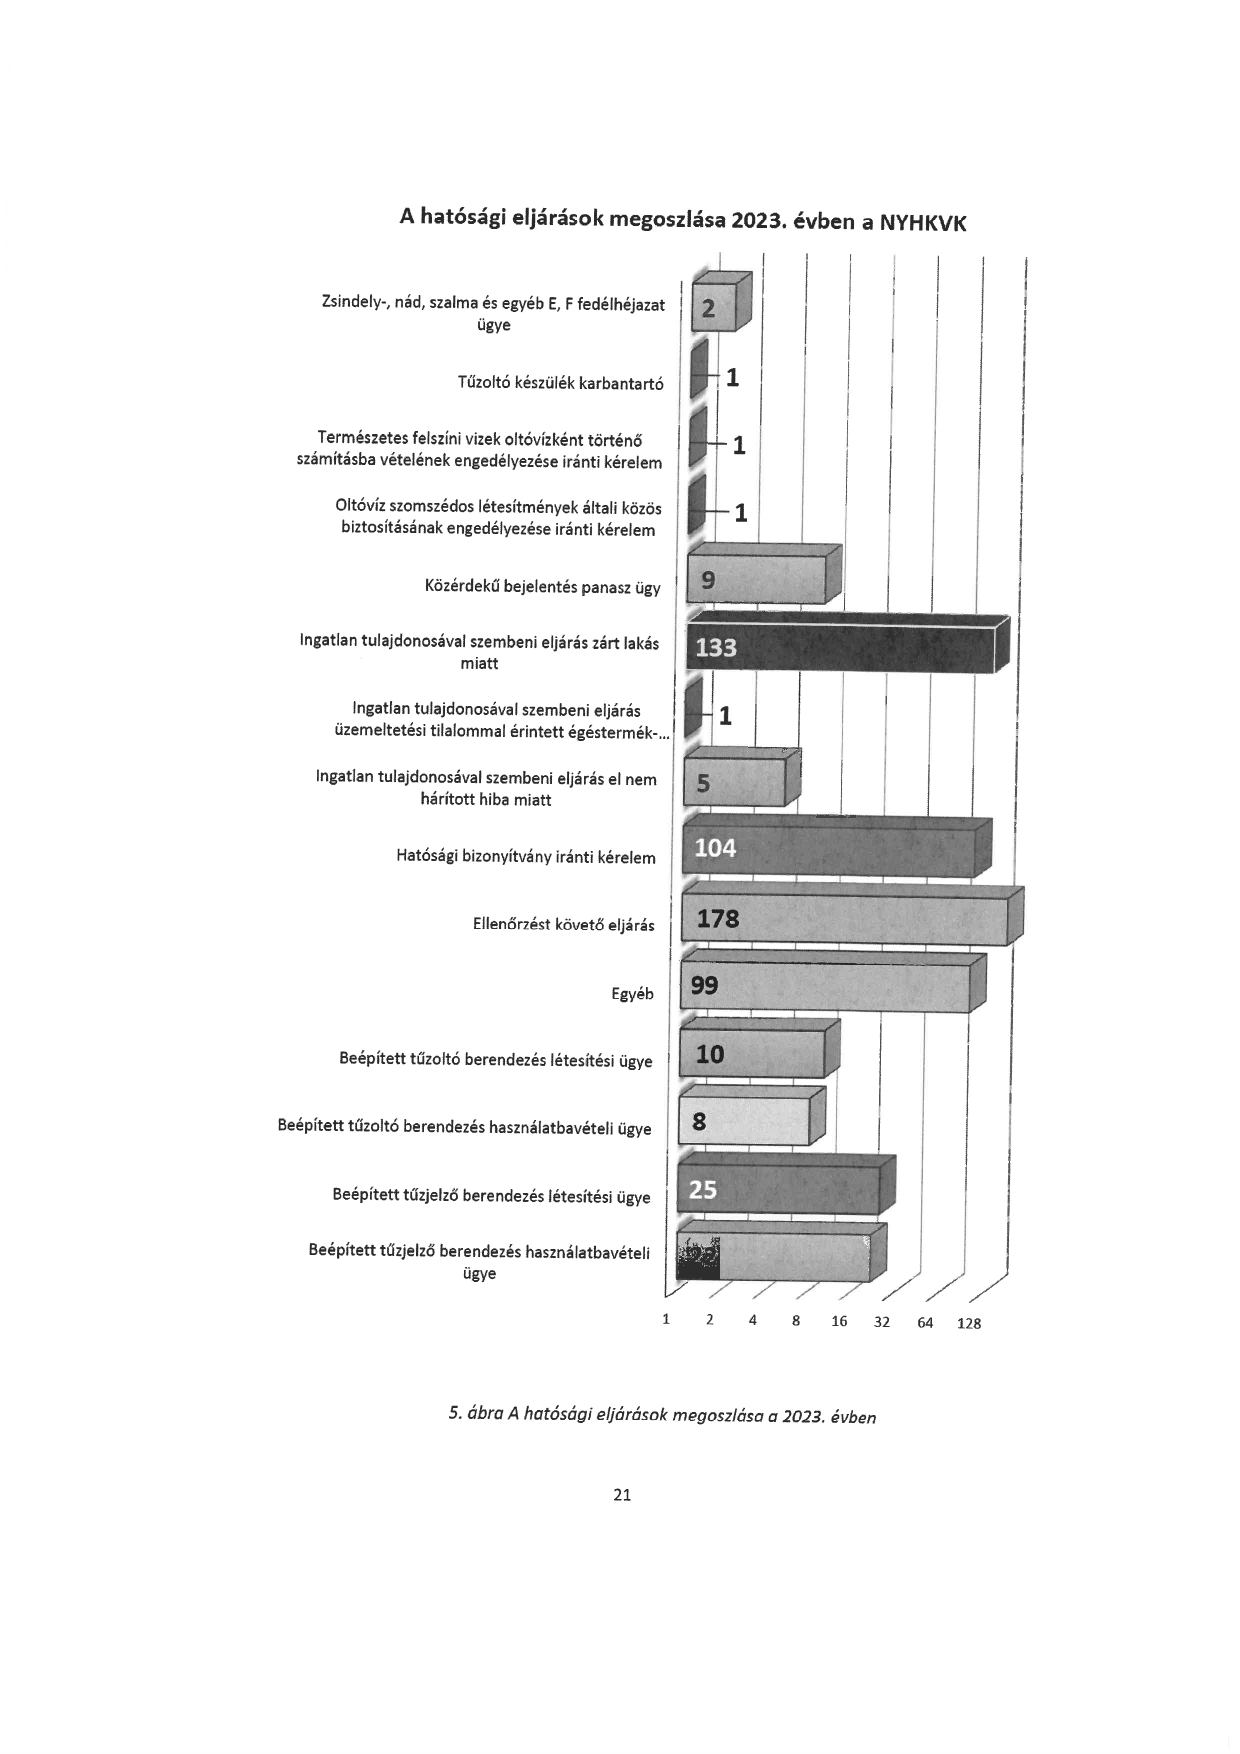 A hatósági eljárások megoszlása 2023. évben a NYHKVK
Zsindely-, nád, szalma és egyéb E, F fedélhéjazat
ügye
2
Tűzoltó készülék karbantartó
1
Természetes felszíni vizek oltóvízként történő
számításba vételének engedélyezése iránti kérelem
1
Oltóvíz szomszédos létesítmények általi közös
biztosításának engedélyezése iránti kérelem
1
Közérdekű bejelentés panasz ügy
9
Ingatlan tulajdonosával szembeni eljárás zárt lakás
miatt
133
Ingatlan tulajdonosával szembeni eljárás
üzemeltetési tilalommal érintett égéstermék-...
1
Ingatlan tulajdonosával szembeni eljárás el nem
hárított hiba miatt
5
Hatósági bizonyítvány iránti kérelem
104
Ellenőrzést követő eljárás
178
Egyéb
99
Beépített tűzoltó berendezés létesítési ügye
10
Beépített tűzoltó berendezés használatbavételi ügye
8
Beépített tűzjelző berendezés létesítési ügye
25
Beépített tűzjelző berendezés használatbavételi
ügye
1 2 4 8 16 32 64 128
5. ábra A hatósági eljárások megoszlása a 2023. évben
21